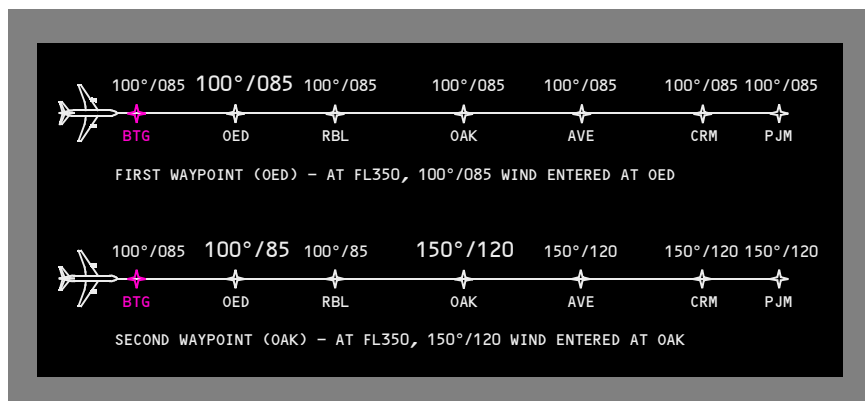 100°/085 100°/085 100°/085 100°/085 100°/085 100°/085 100°/085
BTG OED RBL OAK AVE CRM PJM
FIRST WAYPOINT (OED) – AT FL350, 100°/085 WIND ENTERED AT OED
100°/085 100°/85 100°/85 150°/120 150°/120 150°/120 150°/120
BTG OED RBL OAK AVE CRM PJM
SECOND WAYPOINT (OAK) – AT FL350, 150°/120 WIND ENTERED AT OAK